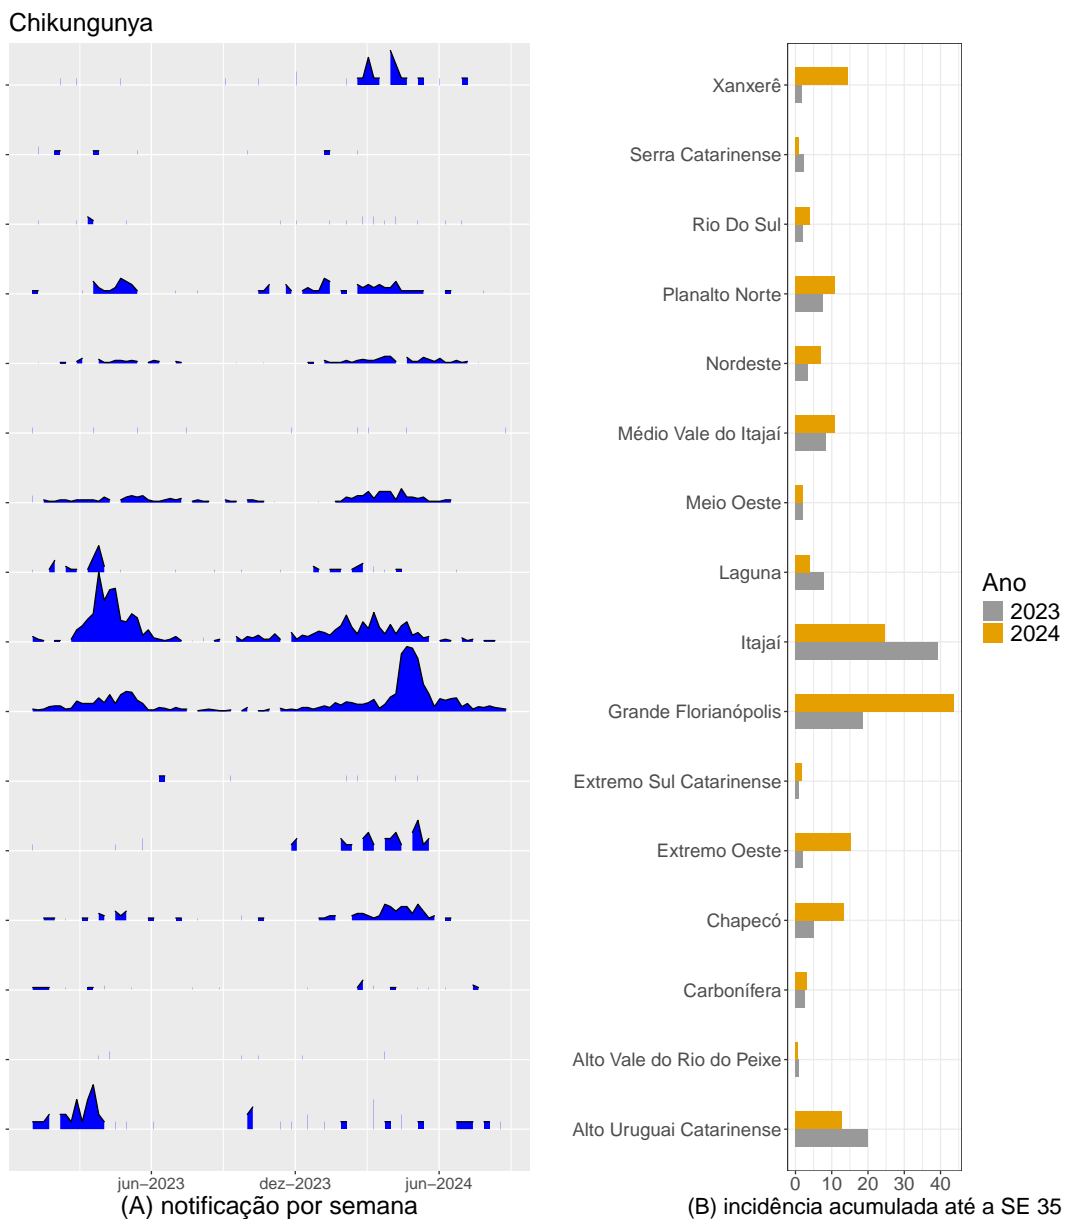 Chikungunya
Xanxerê
Serra Catarinense
Rio Do Sul
Planalto Norte
Nordeste
Médio Vale do Itajaí
Meio Oeste
Laguna
Itajaí
Grande Florianópolis
Extremo Sul Catarinense
Extremo Oeste
Chapecó
Carbonífera
Alto Vale do Rio do Peixe
Alto Uruguai Catarinense
Ano
2023
2024
jun−2023 dez−2023 jun−2024
0 10 20 30 40
(A) notificação por semana
(B) incidência acumulada até a SE 35